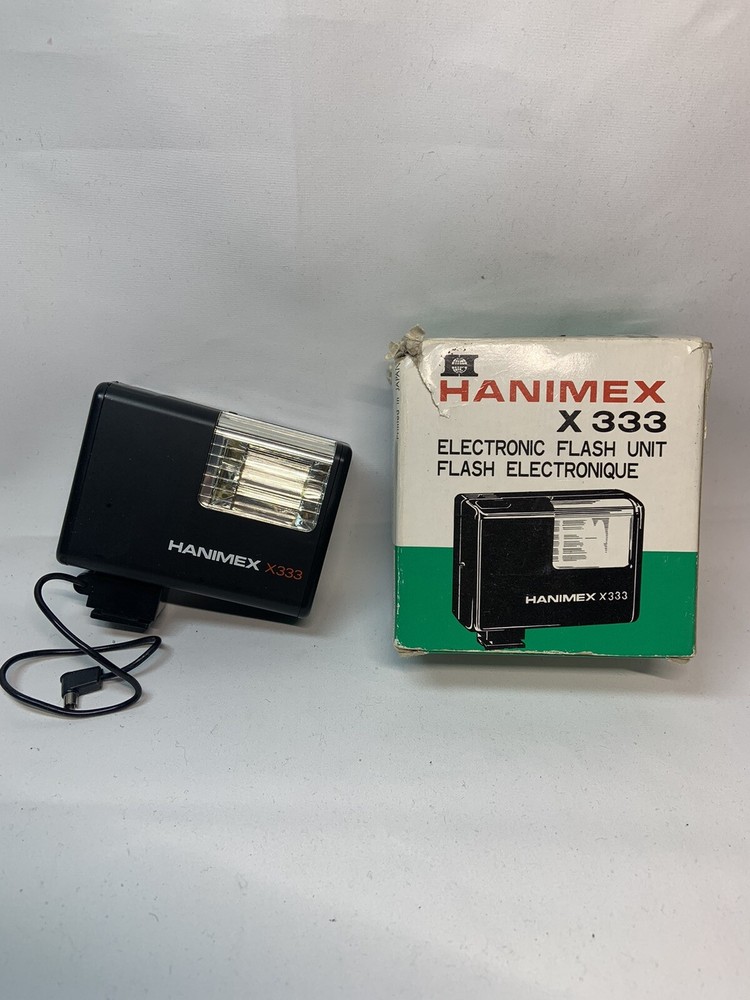 HANIMEX X333
HANIMEX
X 333
ELECTRONIC FLASH UNIT
FLASH ELECTRONIQUE
HANIMEX X333